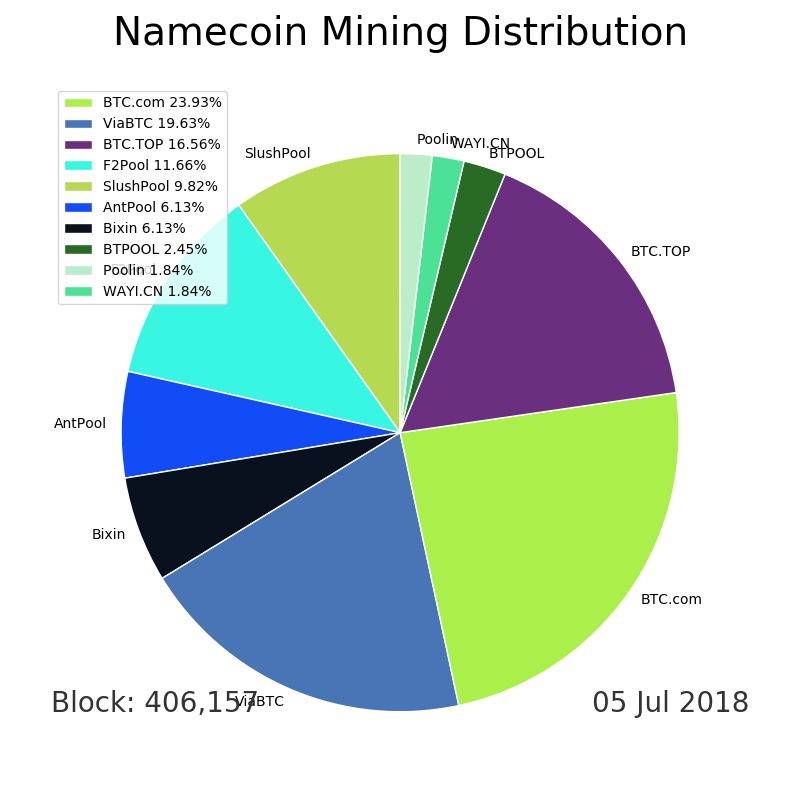 Namecoin Mining Distribution
BTC.com 23.93%
ViaBTC 19.63%
BTC.TOP 16.56%
F2Pool 11.66%
SlushPool 9.82%
AntPool 6.13%
Bixin 6.13%
BTPOOL 2.45%
Poolin 1.84%
WAYI.CN 1.84%
Poolin
WAYI.CN
BTPOOL
SlushPool
BTC.TOP
F2Pool
AntPool
Bixin
BTC.com
ViaBTC
Block: 406,157
05 Jul 2018